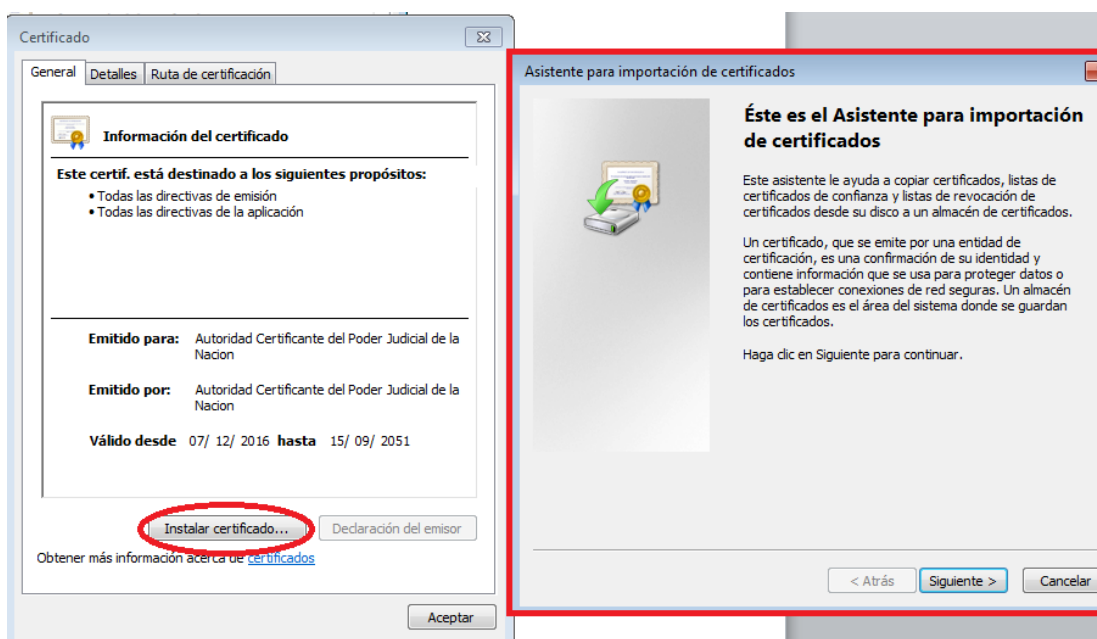 Certificado
General Detalles Ruta de certificación
Información del certificado
Este certif. está destinado a los siguientes propósitos:
• Todas las directivas de emisión
• Todas las directivas de la aplicación
Emitido para: Autoridad Certificante del Poder Judicial de la
Nacion
Emitido por: Autoridad Certificante del Poder Judicial de la
Nacion
Válido desde 07/ 12/ 2016 hasta 15/ 09/ 2051
Instalar certificado... Declaración del emisor
Obtener más información acerca de certificados
Aceptar
Asistente para importación de certificados
Éste es el Asistente para importación
de certificados
Este asistente le ayuda a copiar certificados, listas de
certificados de confianza y listas de revocación de
certificados desde su disco a un almacén de certificados.
Un certificado, que se emite por una entidad de
certificación, es una confirmación de su identidad y
contiene información que se usa para proteger datos o
para establecer conexiones de red seguras. Un almacén
de certificados es el área del sistema donde se guardan
los certificados.
Haga clic en Siguiente para continuar.
< Atrás Siguiente > Cancelar